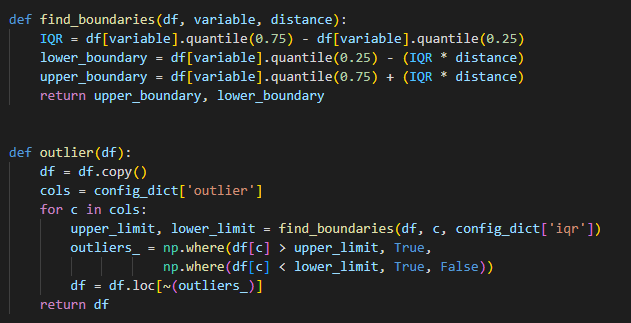 def find_boundaries(df, variable, distance):
    IQR = df[variable].quantile(0.75) - df[variable].quantile(0.25)
    lower_boundary = df[variable].quantile(0.25) - (IQR * distance)
    upper_boundary = df[variable].quantile(0.75) + (IQR * distance)
    return upper_boundary, lower_boundary
def outlier(df):
    df = df.copy()
    cols = config_dict['outlier']
    for c in cols:
        upper_limit, lower_limit = find_boundaries(df, c, config_dict['iqr'])
        outliers_ = np.where(df[c] > upper_limit, True,
                    np.where(df[c] < lower_limit, True, False))
        df = df.loc[~(outliers_)]
    return df